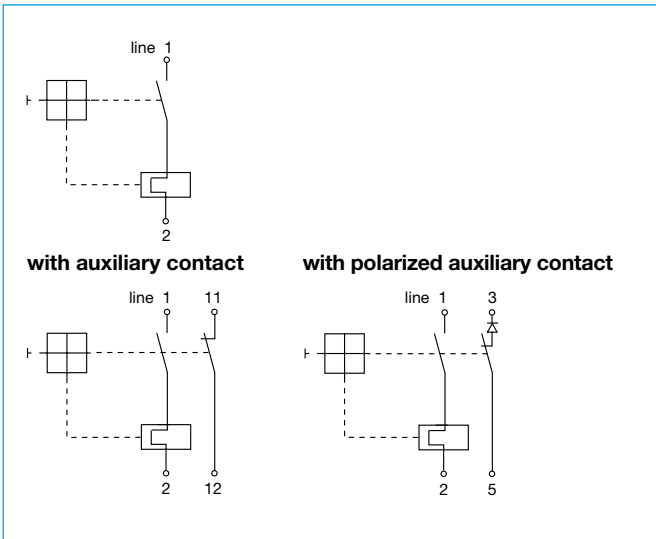 line 1
2
with auxiliary contact
with polarized auxiliary contact
line 1 11
2 12
line 1 3
2 5